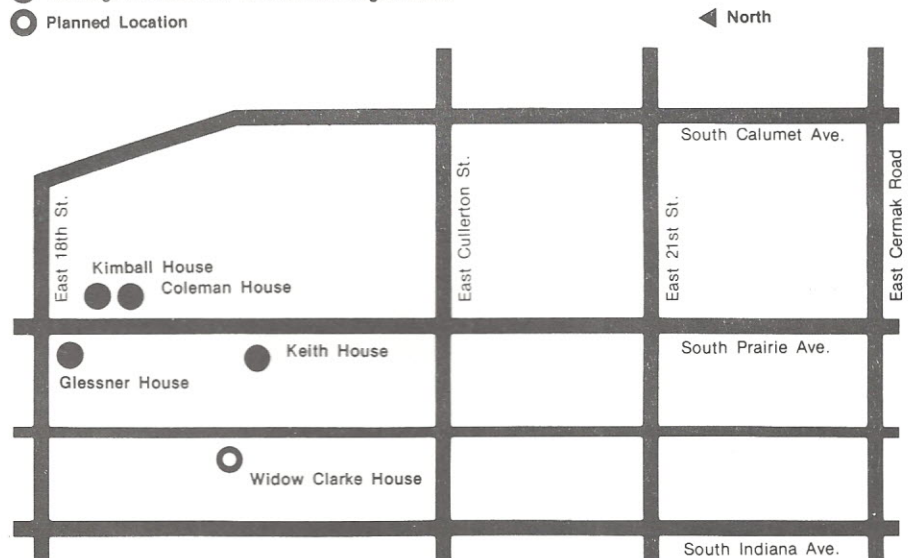 Planned Location
North
South Calumet Ave.
East 18th St.
East Cullerton St.
East 21st St.
East Cermak Road
Kimball House
Coleman House
Keith House
South Prairie Ave.
Glessner House
Widow Clarke House
South Indiana Ave.